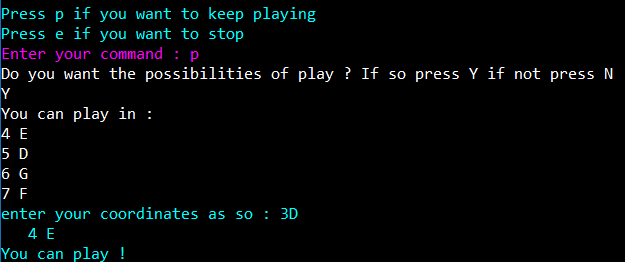 Press p if you want to keep playing
Press e if you want to stop
Enter your command : p
Do you want the possibilities of play ? If so press Y if not press N
Y
You can play in :
4 E
5 D
6 G
7 F
enter your coordinates as so : 3D
4 E
You can play !